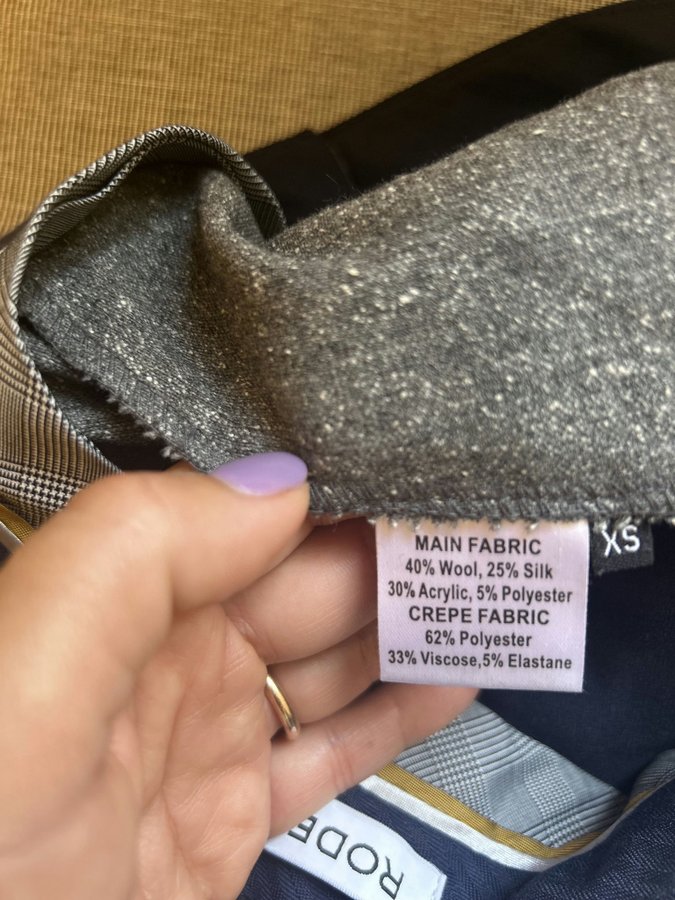 MAIN FABRIC
40% Wool, 25% Silk
30% Acrylic, 5% Polyester
CREPE FABRIC
62% Polyester
33% Viscose,5% Elastane
XS